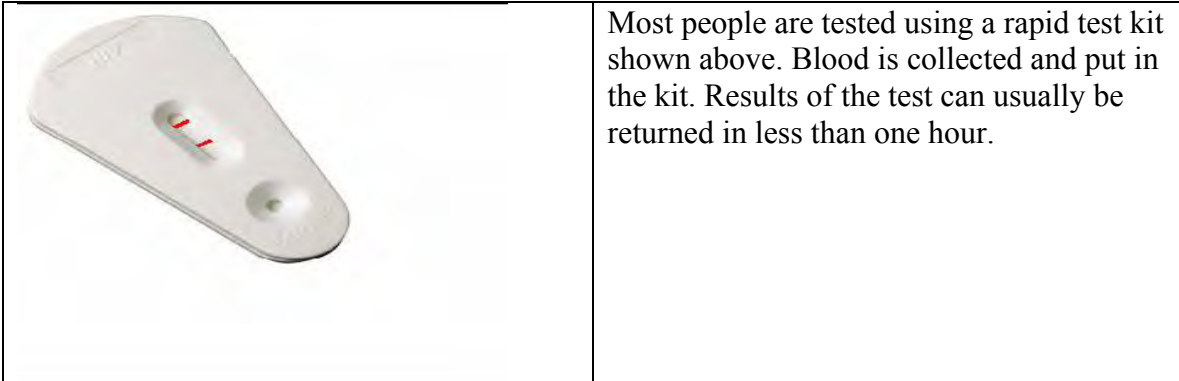 Most people are tested using a rapid test kit
shown above. Blood is collected and put in
the kit. Results of the test can usually be
returned in less than one hour.